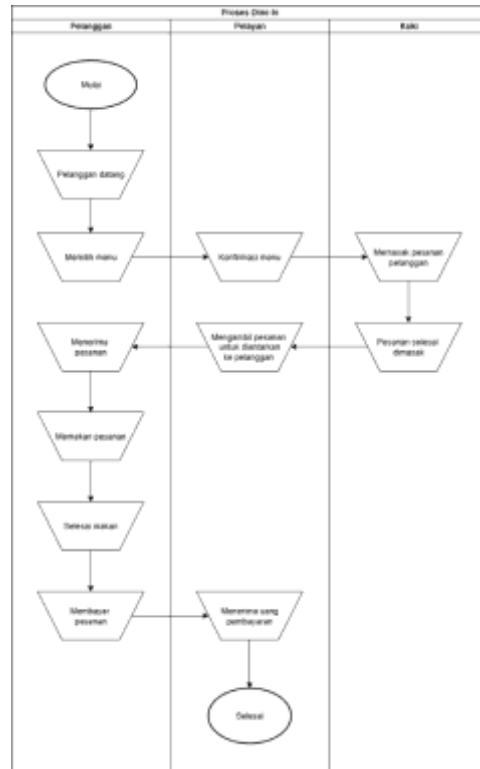 Proses Dine In
Pelanggan
Pelayan
Koki
Mulai
Pelanggan datang
Memilih menu
Konfirmasi menu
Memasak pesanan
pelanggan
Menerima
pesanan
Mengambil pesanan
untuk diantarkan
ke pelanggan
Pesanan selesai
dimasak
Memakan pesanan
Selesai makan
Membayar
pesanan
Menerima uang
pembayaran
Selesai